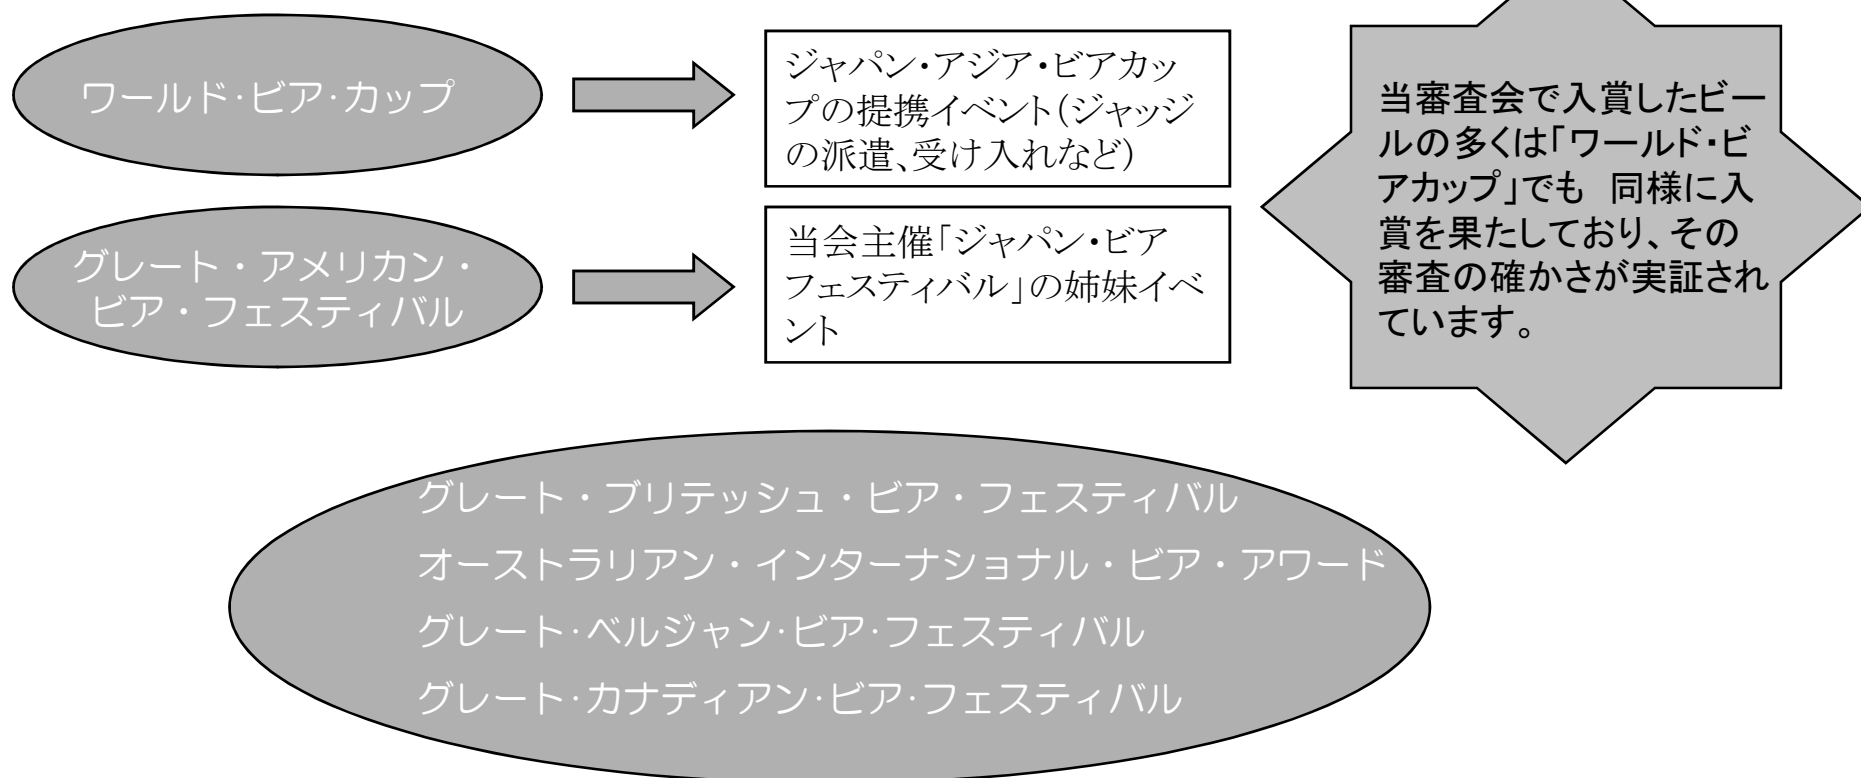 ワールド･ビア･カップ
ジャパン・アジア・ビアカッ
プの提携イベント(ジャッジ
の派遣、受け入れなど)
グレート・アメリカン・
ビア・フェスティバル
当会主催「ジャパン・ビア
フェスティバル」の姉妹イベ
ント
当審査会で入賞したビー
ルの多くは「ワールド・ビ
アカップ」でも　同様に入
賞を果たしており、その
審査の確かさが実証され
ています。
グレート・ブリテッシュ・ビア・フェスティバル
オーストラリアン・インターナショナル・ビア・アワード
グレート･ベルジャン･ビア･フェスティバル
グレート･カナディアン･ビア･フェスティバル